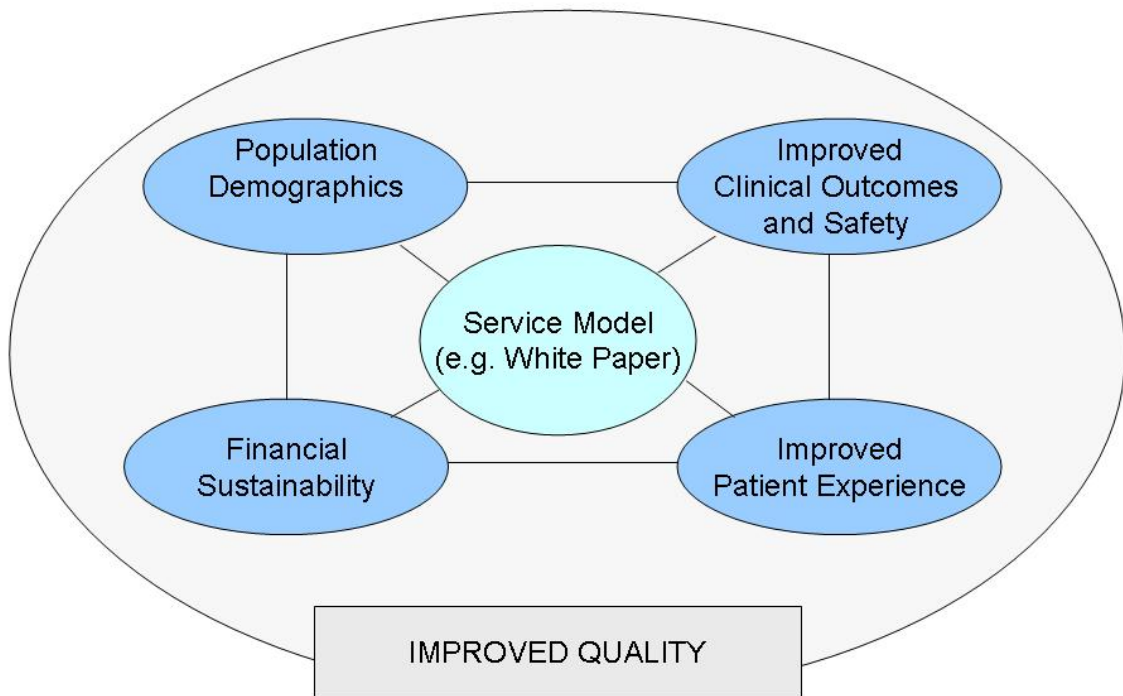 Population
Demographics
Improved
Clinical Outcomes
and Safety
Service Model
(e.g. White Paper)
Financial
Sustainability
Improved
Patient Experience
IMPROVED QUALITY